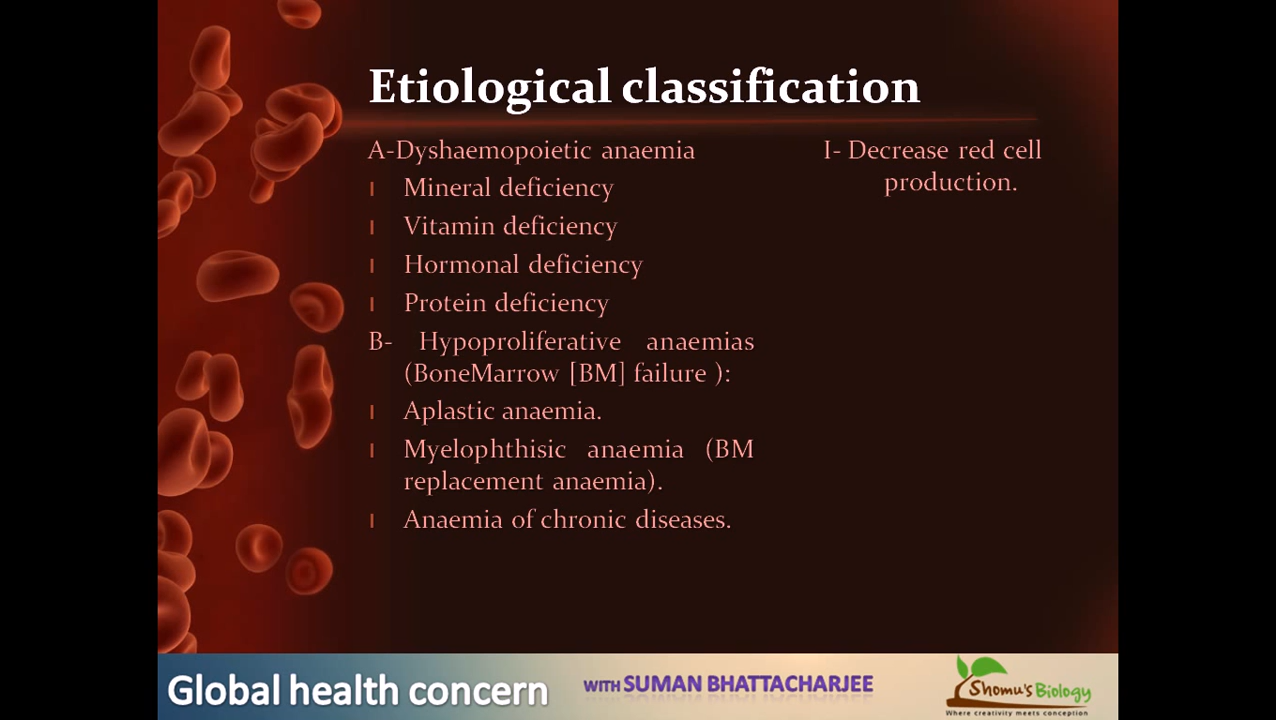 Etiological classification
A-Dyshaemopoietic anaemia
Mineral deficiency
Vitamin deficiency
Hormonal deficiency
Protein deficiency
B- Hypoproliferative anaemias
(BoneMarrow [BM] failure ):
Aplastic anaemia.
Myelophthisic anaemia (BM
replacement anaemia).
Anaemia of chronic diseases.
I- Decrease red cell
production.
Global health concern
WITH SUMAN BHATTACHARJEE
Shomu's Biology
Where creativity meets conception